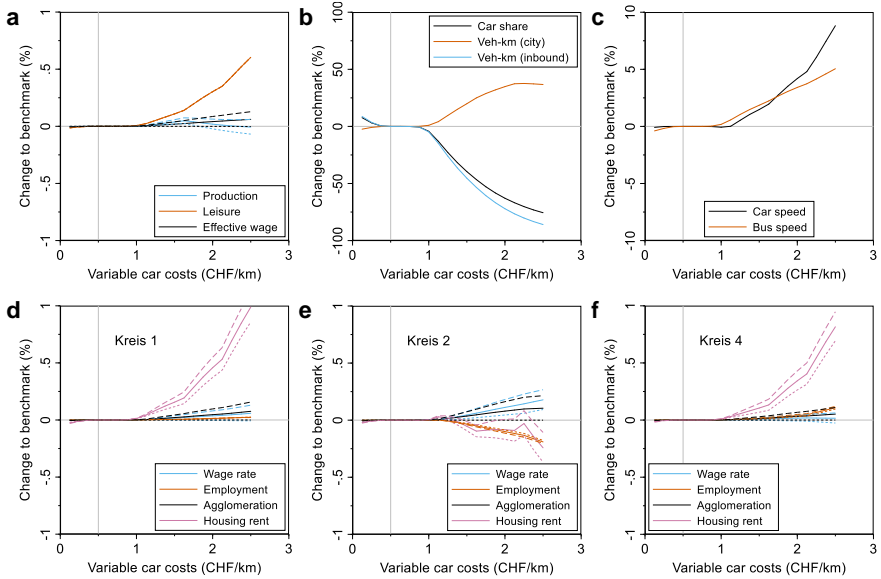 a
Change to benchmark (%)
1
.5
0
-.5
-1
Production
Leisure
Effective wage
0 1 2 3
Variable car costs (CHF/km)
b
Change to benchmark (%)
100
50
0
-50
-100
Car share
Veh-km (city)
Veh-km (inbound)
0 1 2 3
Variable car costs (CHF/km)
c
Change to benchmark (%)
10
5
0
-5
-10
Car speed
Bus speed
0 1 2 3
Variable car costs (CHF/km)
d
Change to benchmark (%)
1
.5
0
-.5
-1
Kreis 1
Wage rate
Employment
Agglomeration
Housing rent
0 1 2 3
Variable car costs (CHF/km)
e
Change to benchmark (%)
1
.5
0
-.5
-1
Kreis 2
Wage rate
Employment
Agglomeration
Housing rent
0 1 2 3
Variable car costs (CHF/km)
f
Change to benchmark (%)
1
.5
0
-.5
-1
Kreis 4
Wage rate
Employment
Agglomeration
Housing rent
0 1 2 3
Variable car costs (CHF/km)